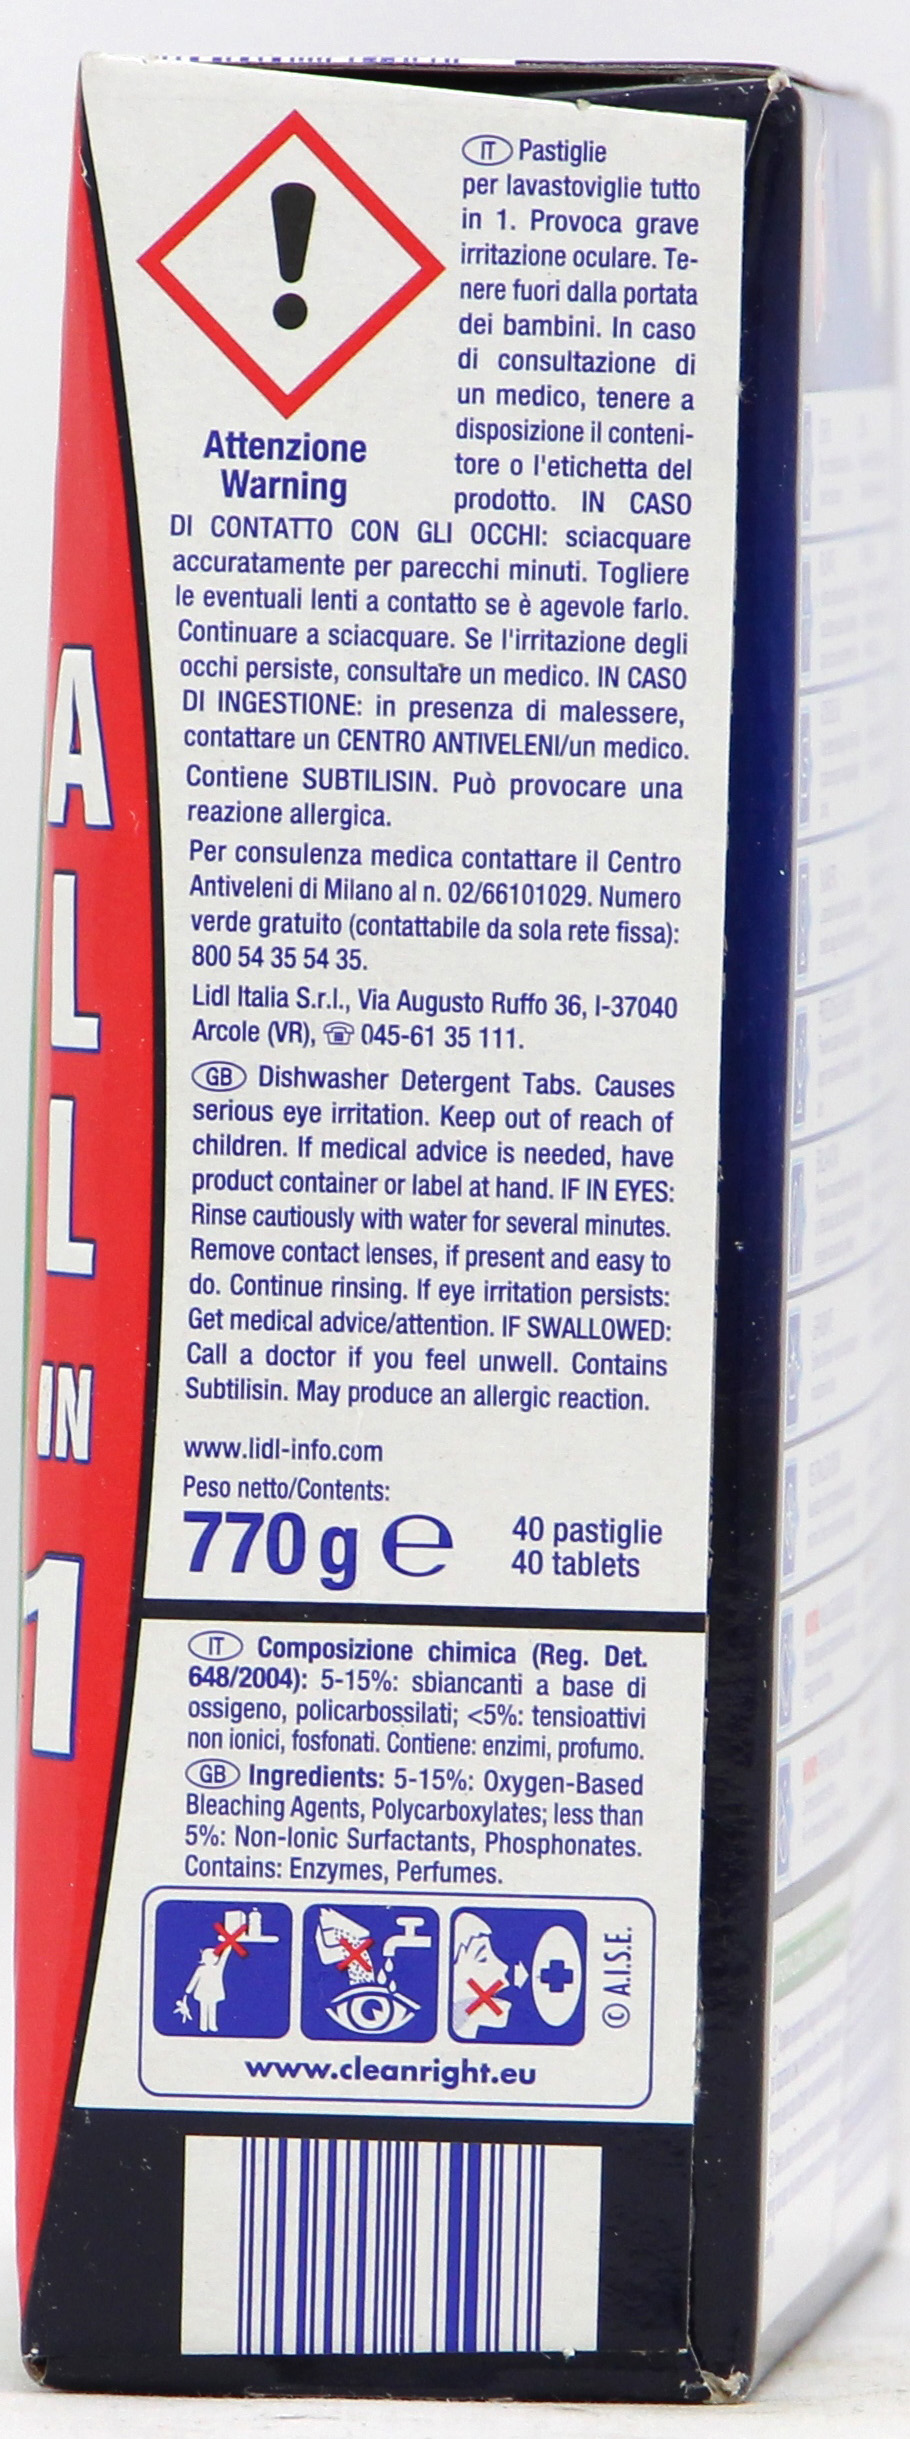 IT Pastiglie
per lavastoviglie tutto
in 1. Provoca grave
irritazione oculare. Te-
nere fuori dalla portata
dei bambini. In caso
di consultazione di
un medico, tenere a
disposizione il conteni-
tore o l'etichetta del
prodotto. IN CASO
Attenzione
Warning
DI CONTATTO CON GLI OCCHI: sciacquare
accuratamente per parecchi minuti. Togliere
le eventuali lenti a contatto se è agevole farlo.
Continuare a sciacquare. Se l'irritazione degli
occhi persiste, consultare un medico. IN CASO
DI INGESTIONE: in presenza di malessere,
contattare un CENTRO ANTIVELENI/un medico.
Contiene SUBTILISIN. Può provocare una
reazione allergica.
Per consulenza medica contattare il Centro
Antiveleni di Milano al n. 02/66101029. Numero
verde gratuito (contattabile da sola rete fissa):
800 54 35 54 35.
Lidl Italia S.r.l., Via Augusto Ruffo 36, I-37040
Arcole (VR), ☏ 045-61 35 111.
GB Dishwasher Detergent Tabs. Causes
serious eye irritation. Keep out of reach of
children. If medical advice is needed, have
product container or label at hand. IF IN EYES:
Rinse cautiously with water for several minutes.
Remove contact lenses, if present and easy to
do. Continue rinsing. If eye irritation persists:
Get medical advice/attention. IF SWALLOWED:
Call a doctor if you feel unwell. Contains
Subtilisin. May produce an allergic reaction.
www.lidl-info.com
Peso netto/Contents:
770 g e
40 pastiglie
40 tablets
IT Composizione chimica (Reg. Det.
648/2004): 5-15%: sbiancanti a base di
ossigeno, policarbossilati; <5%: tensioattivi
non ionici, fosfonati. Contiene: enzimi, profumo.
GB Ingredients: 5-15%: Oxygen-Based
Bleaching Agents, Polycarboxylates; less than
5%: Non-Ionic Surfactants, Phosphonates.
Contains: Enzymes, Perfumes.
© A.I.S.E.
www.cleanright.eu
ALL IN 1